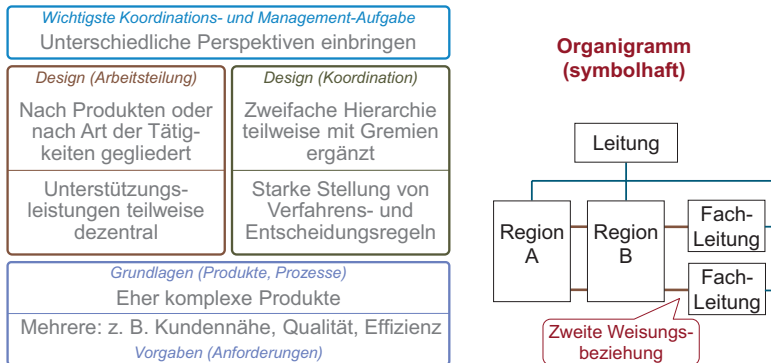 Wichtigste Koordinations- und Management-Aufgabe
Unterschiedliche Perspektiven einbringen
Design (Arbeitsteilung)
Nach Produkten oder
nach Art der Tätig-
keiten gegliedert
Unterstützungs-
leistungen teilweise
dezentral
Design (Koordination)
Zweifache Hierarchie
teilweise mit Gremien
ergänzt
Starke Stellung von
Verfahrens- und
Entscheidungsregeln
Grundlagen (Produkte, Prozesse)
Eher komplexe Produkte
Mehrere: z. B. Kundennähe, Qualität, Effizienz
Vorgaben (Anforderungen)
Organigramm
(symbolhaft)
Leitung
Region
A
Region
B
Fach-
Leitung
Fach-
Leitung
Zweite Weisungs-
beziehung